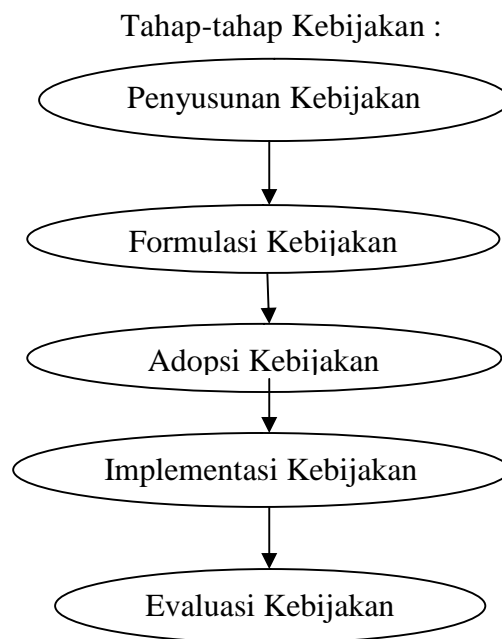 Tahap-tahap Kebijakan :
Penyusunan Kebijakan
Formulasi Kebijakan
Adopsi Kebijakan
Implementasi Kebijakan
Evaluasi Kebijakan